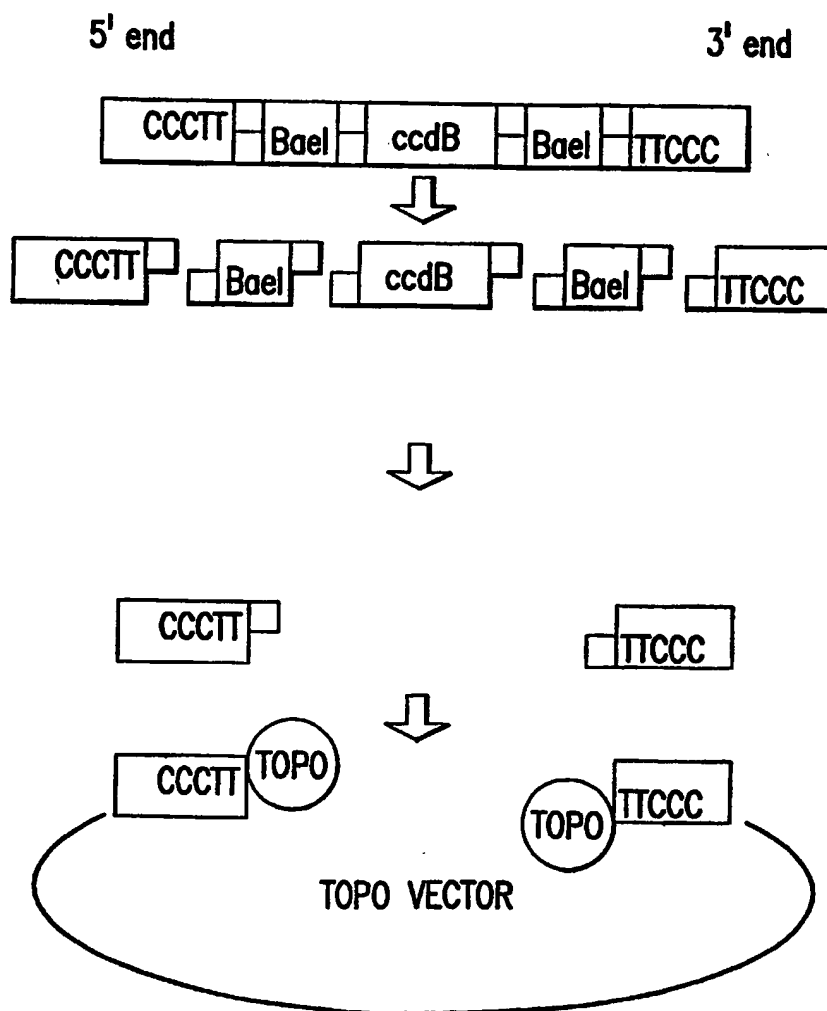 5' end 3' end
CCCTT BaeI ccdB BaeI TTCCC
CCCTT BaeI ccdB BaeI TTCCC
CCCTT TTCCC
CCCTT TOPO TOPO TTCCC
TOPO VECTOR